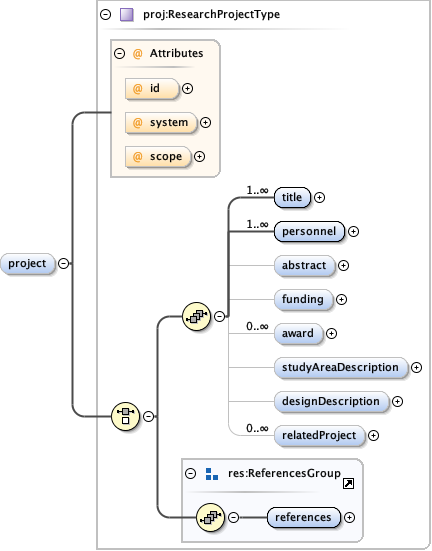 proj:ResearchProjectType
@ Attributes
@ id
@ system
@ scope
1..∞
title
1..∞
personnel
project
abstract
funding
0..∞
award
studyAreaDescription
designDescription
0..∞
relatedProject
res:ReferencesGroup
references